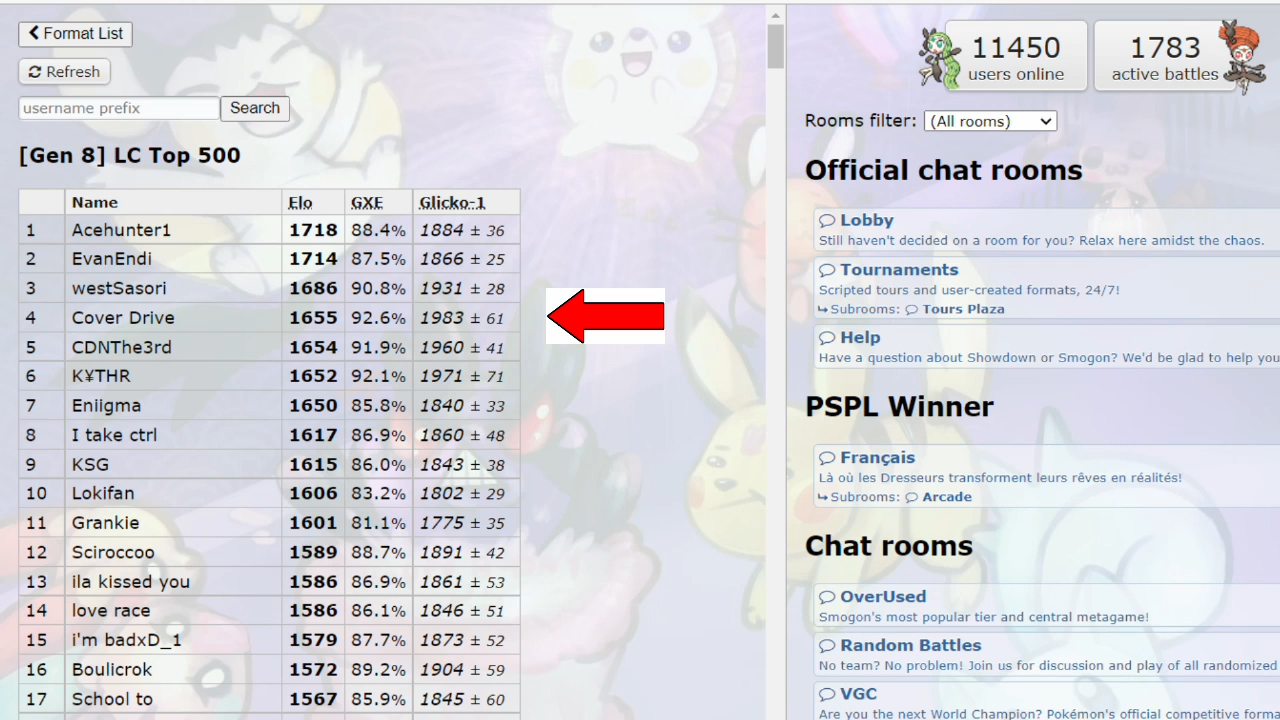 Format List
Refresh
username prefix Search
[Gen 8] LC Top 500
Name Elo GXE Glicko-1
1 Acehunter1 1718 88.4% 1884 ± 36
2 EvanEndi 1714 87.5% 1866 ± 25
3 westSasori 1686 90.8% 1931 ± 28
4 Cover Drive 1655 92.6% 1983 ± 61
5 CDNThe3rd 1654 91.9% 1960 ± 41
6 K¥THR 1652 92.1% 1971 ± 71
7 Eniigma 1650 85.8% 1840 ± 33
8 I take ctrl 1617 86.9% 1860 ± 48
9 KSG 1615 86.0% 1843 ± 38
10 Lokifan 1606 83.2% 1802 ± 29
11 Grankie 1601 81.1% 1775 ± 35
12 Sciroccoo 1589 88.7% 1891 ± 42
13 ila kissed you 1586 86.9% 1861 ± 53
14 love race 1586 86.1% 1846 ± 51
15 i'm badxD_1 1579 87.7% 1873 ± 52
16 Boulicrok 1572 89.2% 1904 ± 59
17 School to 1567 85.9% 1845 ± 60
11450
users online
1783
active battles
Rooms filter: (All rooms)
Official chat rooms
Lobby
Still haven't decided on a room for you? Relax here amidst the chaos.
Tournaments
Scripted tours and user-created formats, 24/7!
↳Subrooms: Tours Plaza
Help
Have a question about Showdown or Smogon? We'd be glad to help you
PSPL Winner
Français
Là où les Dresseurs transforment leurs rêves en réalités!
↳Subrooms: Arcade
Chat rooms
OverUsed
Smogon's most popular tier and central metagame!
Random Battles
No team? No problem! Join us for discussion and play of all randomized
VGC
Are you the next World Champion? Pokémon's official competitive forma